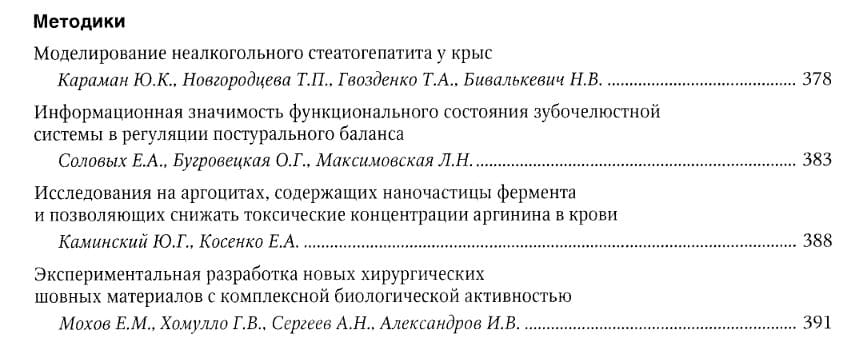 Методики
Моделирование неалкогольного стеатогепатита у крыс
Караман Ю.К., Новгородцева Т.П., Гвозденко Т.А., Бивалькевич Н.В. 378
Информационная значимость функционального состояния зубочелюстной
системы в регуляции постурального баланса
Соловых Е.А., Бугровецкая О.Г., Максимовская Л.Н. 383
Исследования на аргоцитах, содержащих наночастицы фермента
и позволяющих снижать токсические концентрации аргинина в крови
Каминский Ю.Г., Косенко Е.А. 388
Экспериментальная разработка новых хирургических
шовных материалов с комплексной биологической активностью
Мохов Е.М., Хомулло Г.В., Сергеев А.Н., Александров И.В. 391